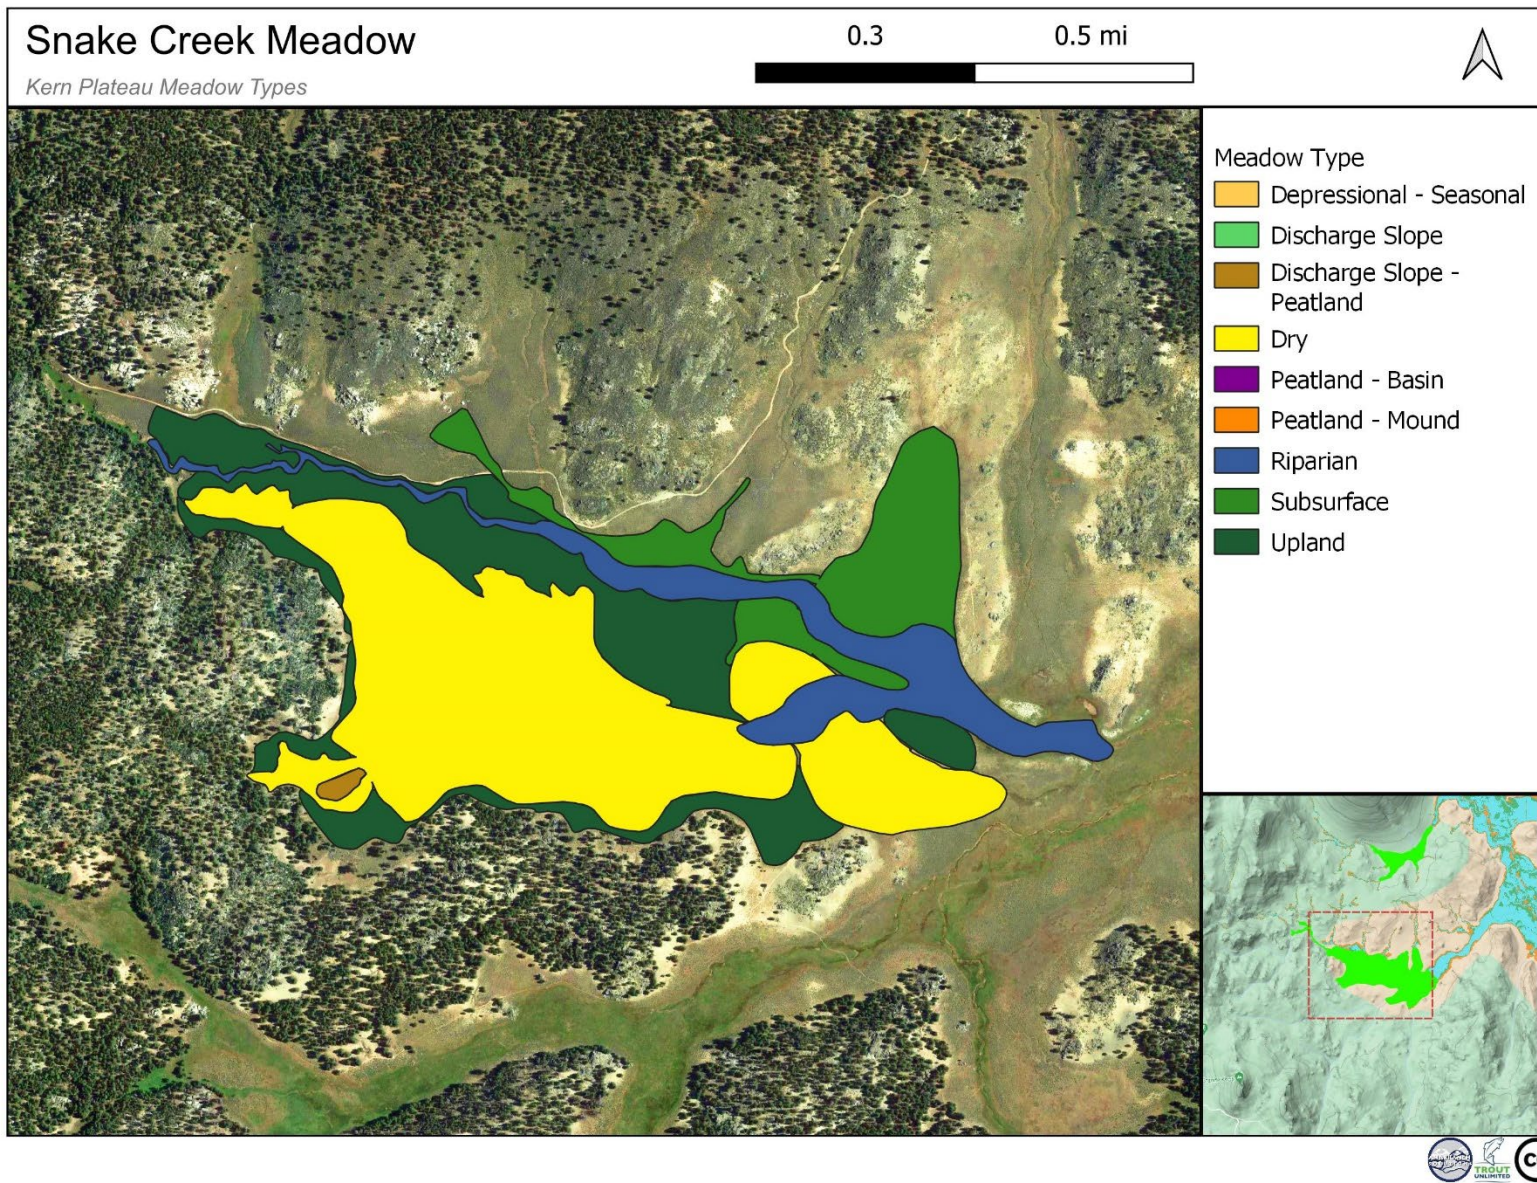 Snake Creek Meadow
Kern Plateau Meadow Types
0.3 0.5 mi
Meadow Type
Depressional - Seasonal
Discharge Slope
Discharge Slope -
Peatland
Dry
Peatland - Basin
Peatland - Mound
Riparian
Subsurface
Upland
TROUT
UNLIMITED